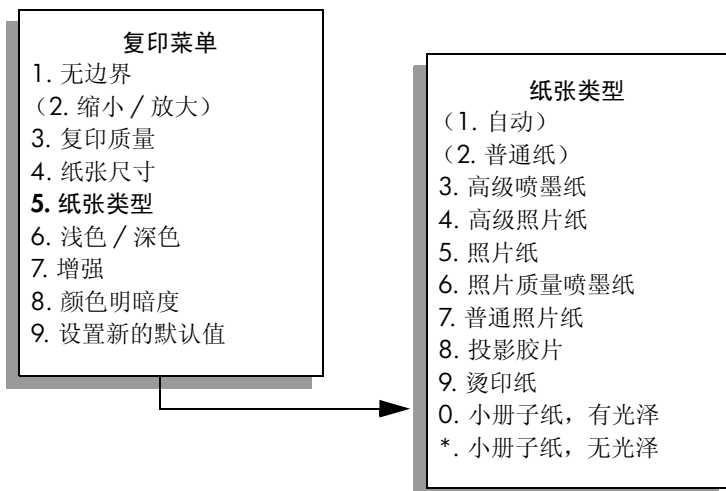 复印菜单
1. 无边界
（2. 缩小 / 放大）
3. 复印质量
4. 纸张尺寸
5. 纸张类型
6. 浅色 / 深色
7. 增强
8. 颜色明暗度
9. 设置新的默认值
纸张类型
（1. 自动）
（2. 普通纸）
3. 高级喷墨纸
4. 高级照片纸
5. 照片纸
6. 照片质量喷墨纸
7. 普通照片纸
8. 投影胶片
9. 烫印纸
0. 小册子纸，有光泽
*. 小册子纸，无光泽